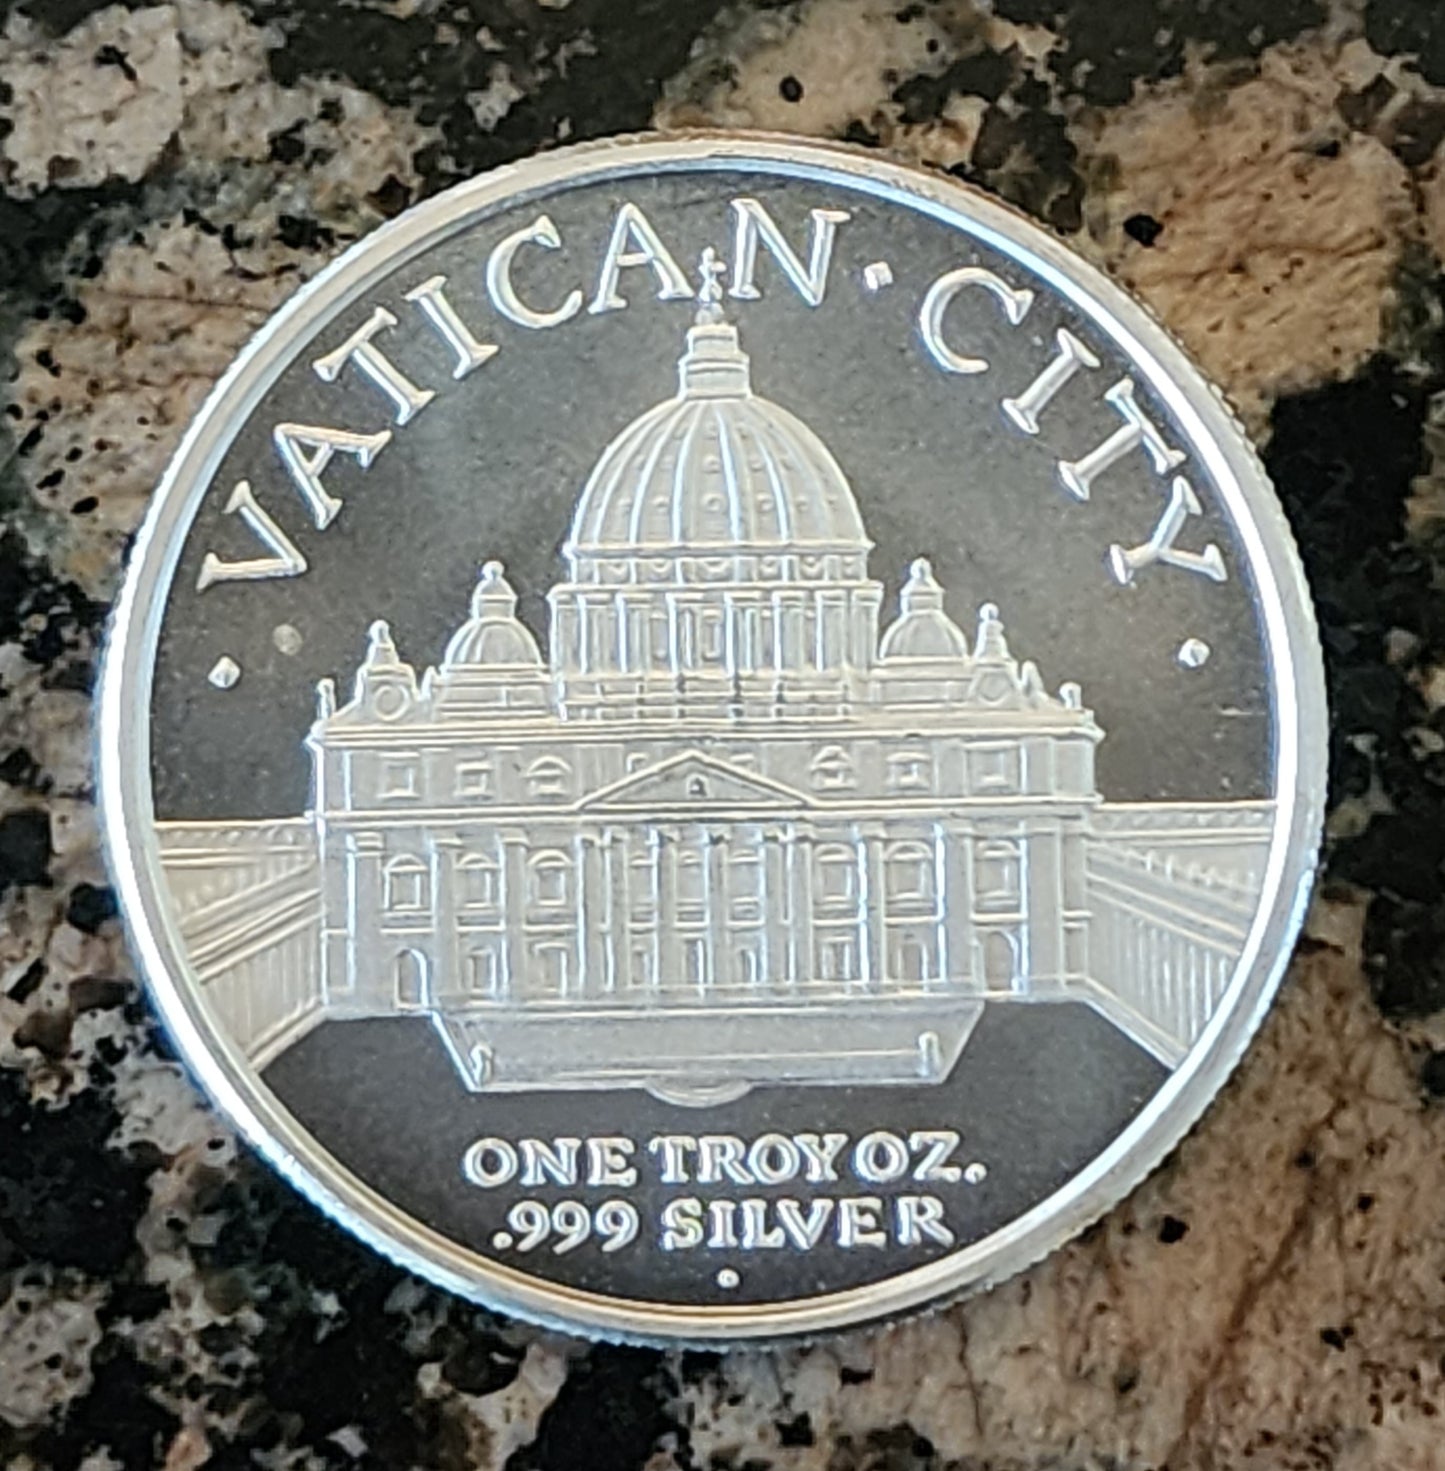 VATICAN · CITY
ONE TROY OZ.
.999 SILVER